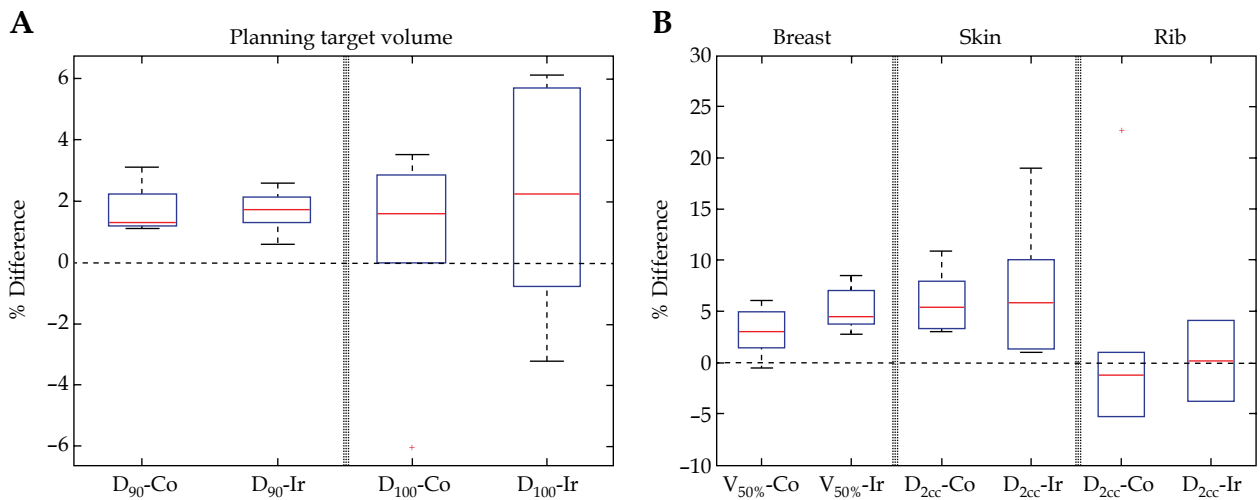 A
Planning target volume
% Difference
6
4
2
0
–2
–4
–6
D90-Co D90-Ir D100-Co D100-Ir
B
Breast Skin Rib
% Difference
30
25
20
15
10
5
0
–5
–10
V50%-Co V50%-Ir D2cc-Co D2cc-Ir D2cc-Co D2cc-Ir